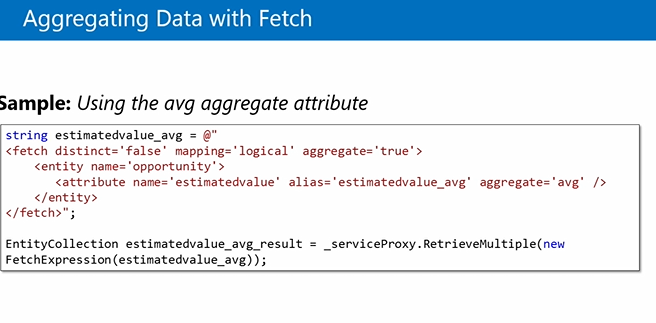 Aggregating Data with Fetch
Sample: Using the avg aggregate attribute
string estimatedvalue_avg = @"
<fetch distinct='false' mapping='logical' aggregate='true'>
<entity name='opportunity'>
<attribute name='estimatedvalue' alias='estimatedvalue_avg' aggregate='avg' />
</entity>
</fetch>";
EntityCollection estimatedvalue_avg_result = _serviceProxy.RetrieveMultiple(new
FetchExpression(estimatedvalue_avg));